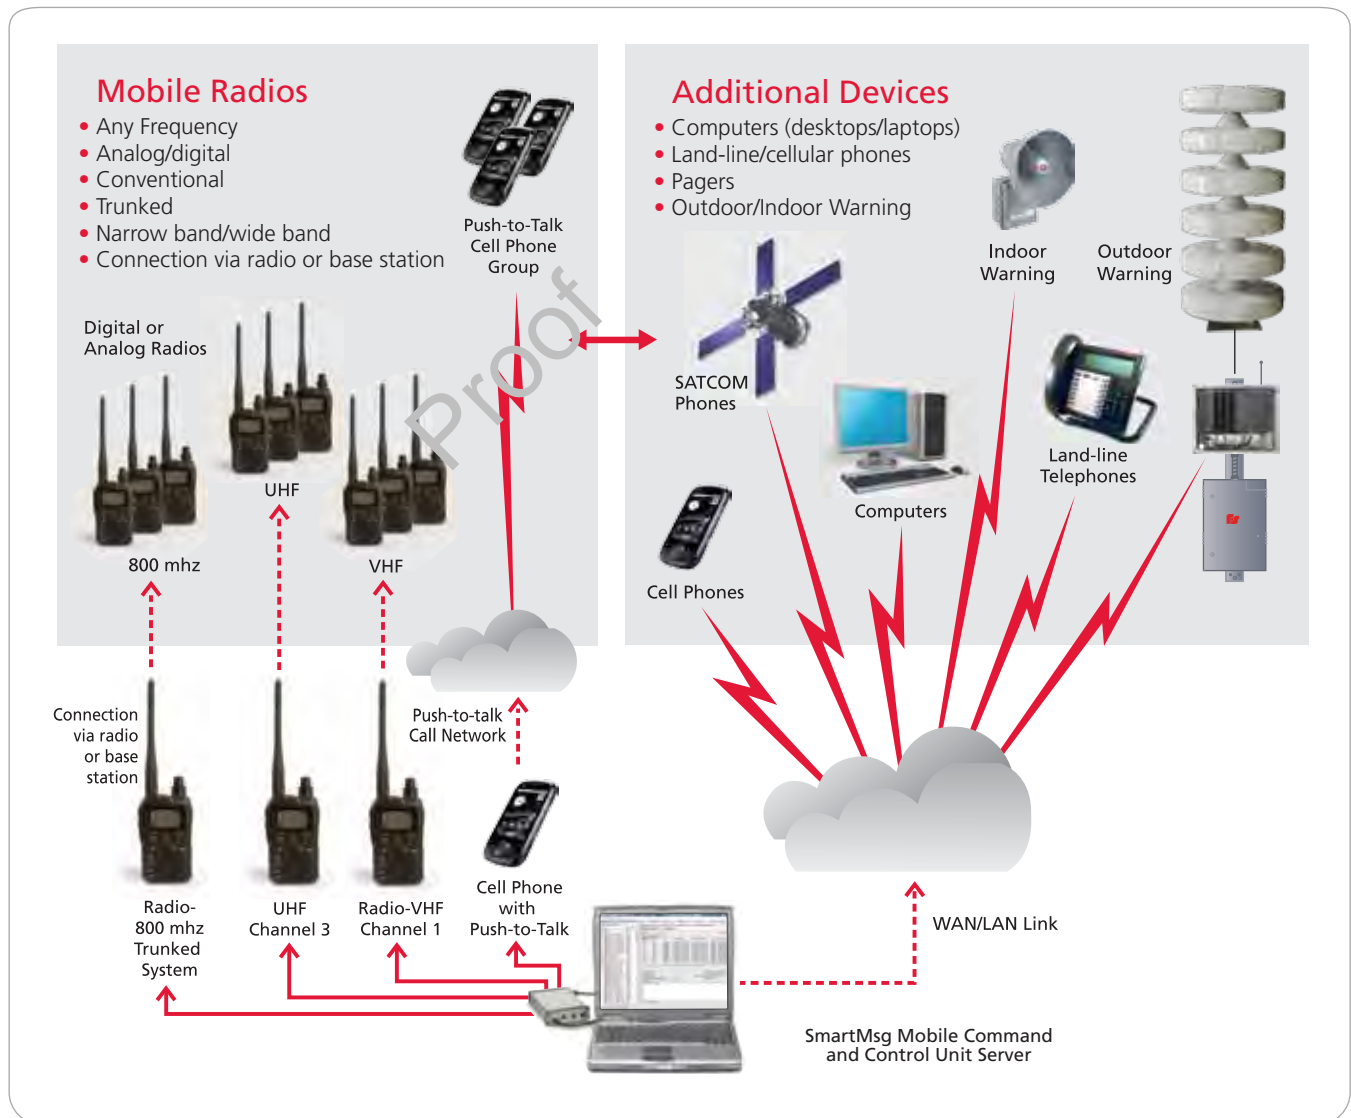 Mobile Radios
• Any Frequency
• Analog/digital
• Conventional
• Trunked
• Narrow band/wide band
• Connection via radio or base station
Push-to-Talk
Cell Phone
Group
Digital or
Analog Radios
UHF
800 mhz
VHF
Additional Devices
• Computers (desktops/laptops)
• Land-line/cellular phones
• Pagers
• Outdoor/Indoor Warning
Indoor
Warning
Outdoor
Warning
SATCOM
Phones
Computers
Land-line
Telephones
Cell Phones
Proof
Connection
via radio
or base
station
Push-to-talk
Call Network
Radio-
800 mhz
Trunked
System
UHF
Channel 3
Radio-VHF
Channel 1
Cell Phone
with
Push-to-Talk
WAN/LAN Link
SmartMsg Mobile Command
and Control Unit Server